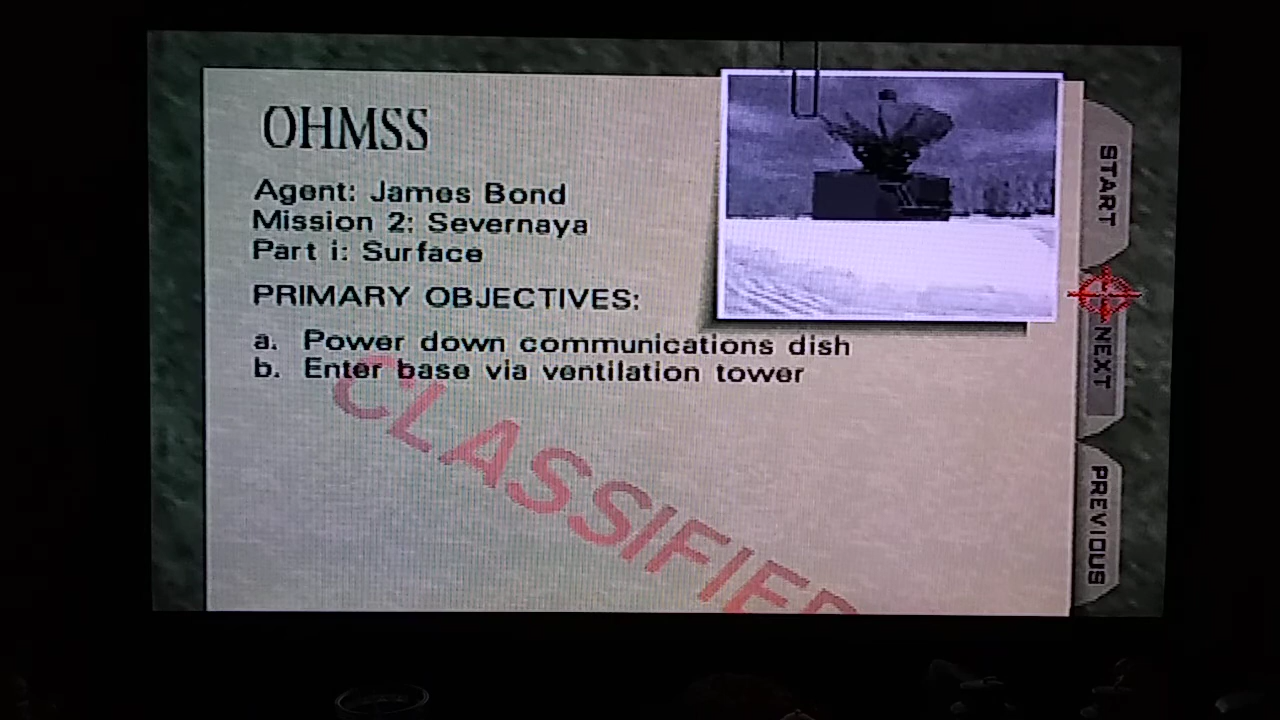 OHMSS
Agent: James Bond
Mission 2: Severnaya
Part i: Surface
PRIMARY OBJECTIVES:
a. Power down communications dish
b. Enter base via ventilation tower
CLASSIFIED
START
NEXT
PREVIOUS